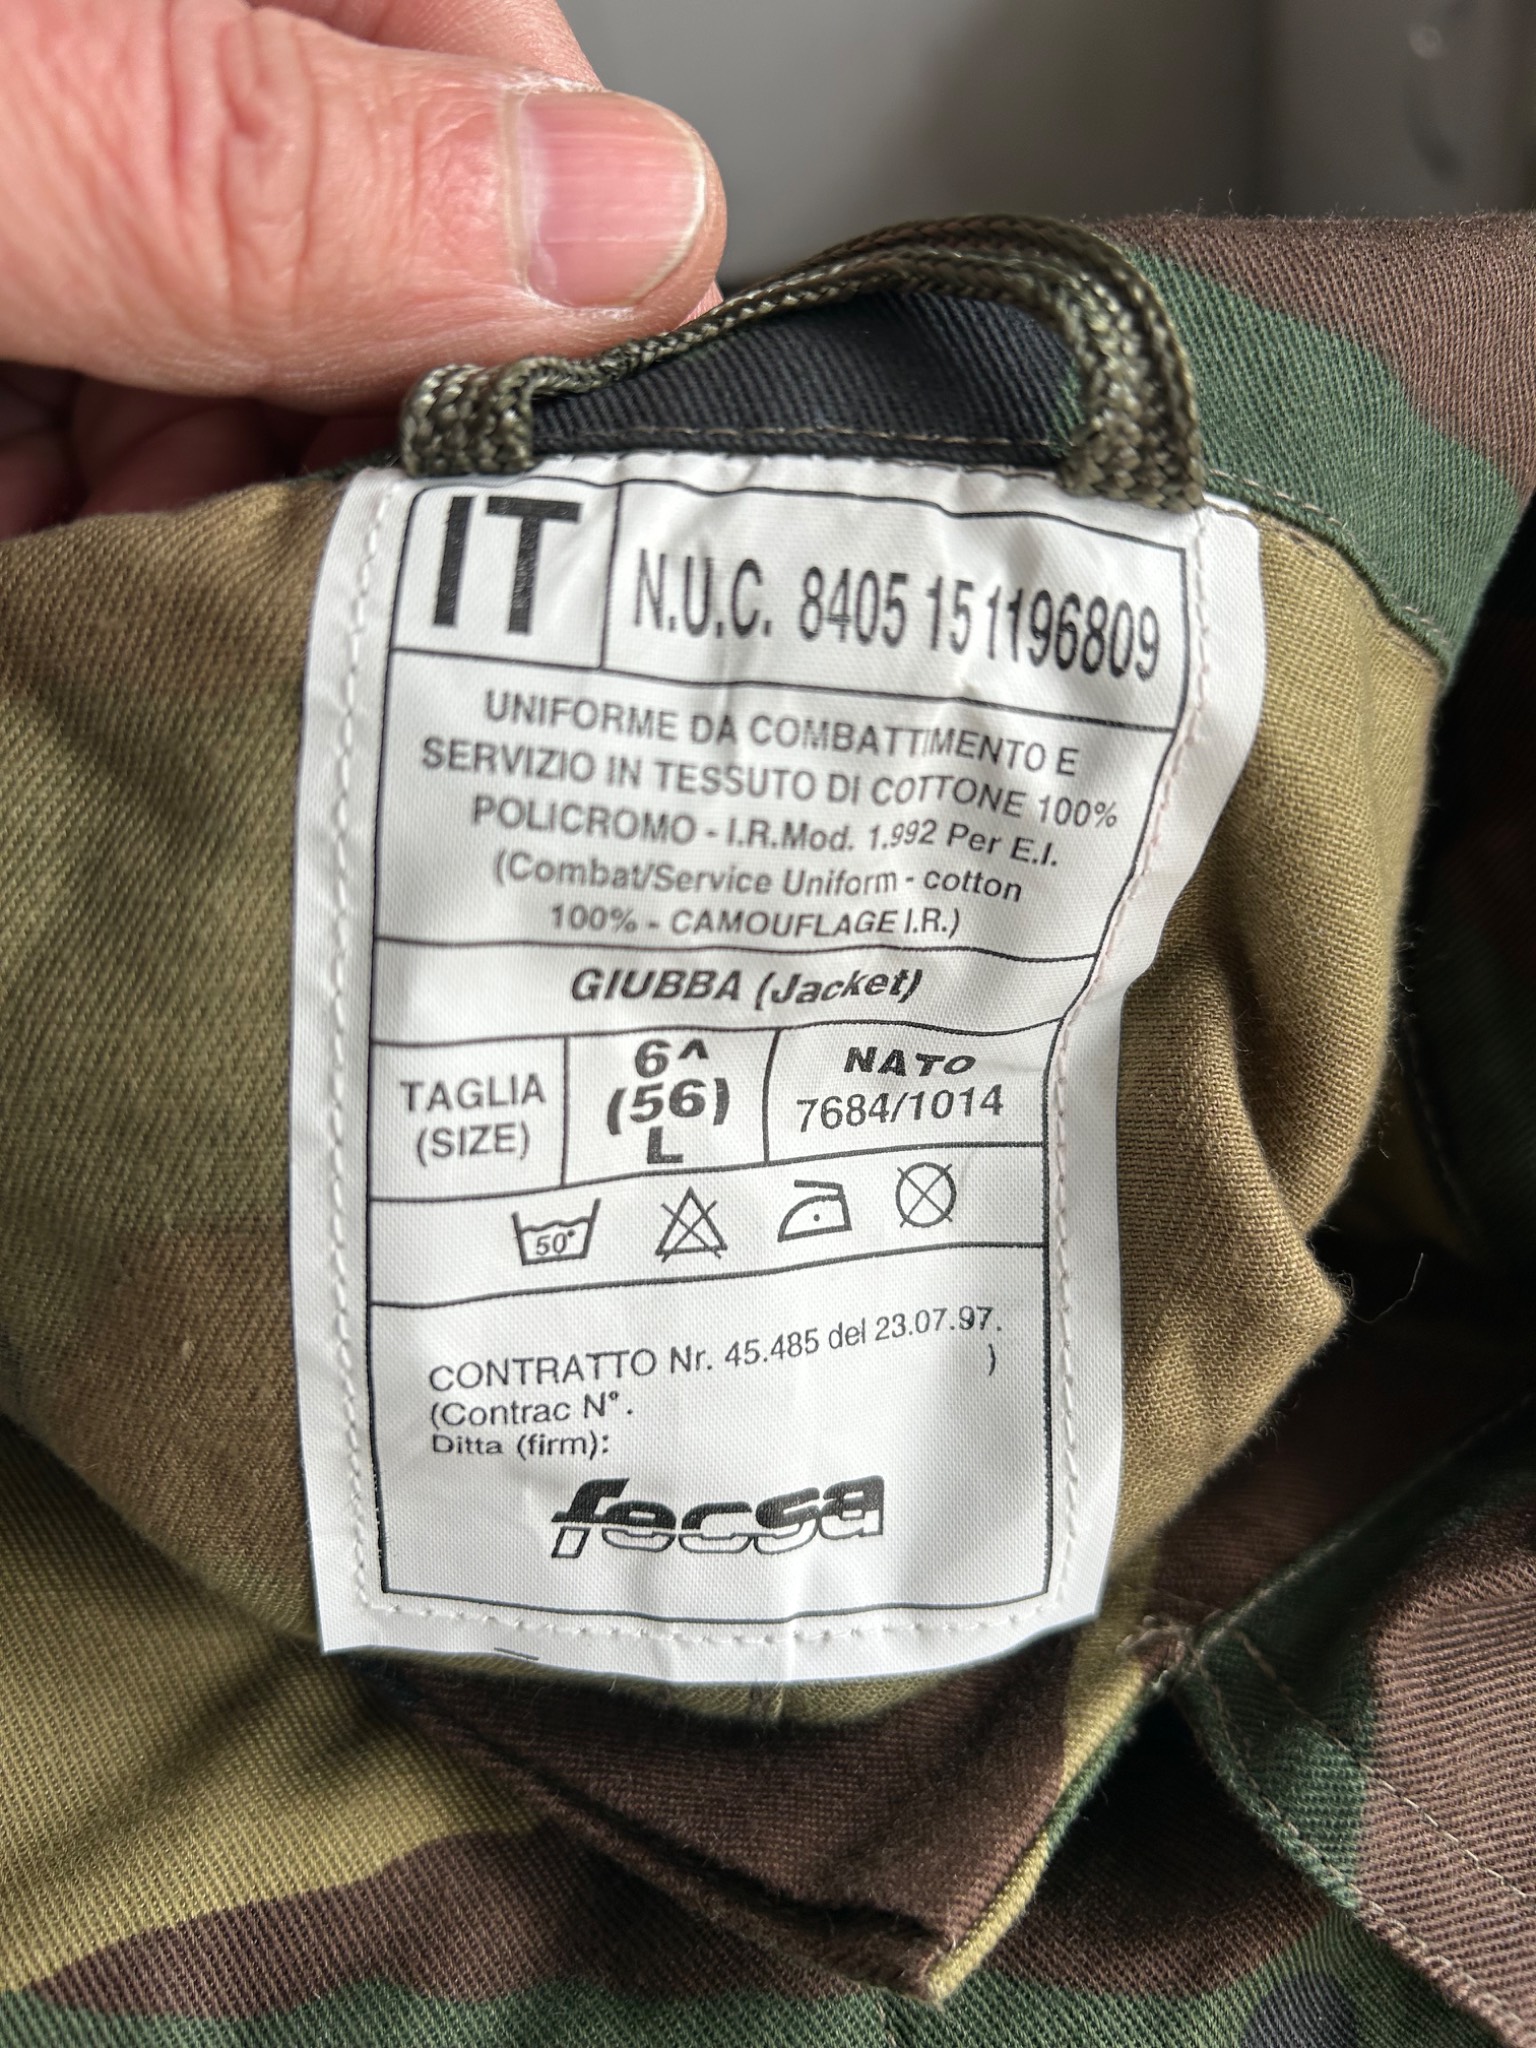 IT
N.U.C. 8405 15 1196809
UNIFORME DA COMBATTIMENTO E
SERVIZIO IN TESSUTO DI COTTONE 100%
POLICROMO - I.R.Mod. 1.992 Per E.I.
(Combat/Service Uniform - cotton
100% - CAMOUFLAGE I.R.)
GIUBBA (Jacket)
TAGLIA
(SIZE)
6^
(56)
L
NATO
7684/1014
50°
CONTRATTO Nr. 45.485 del 23.07.97.
(Contrac N°. )
Ditta (firm):
fecsa